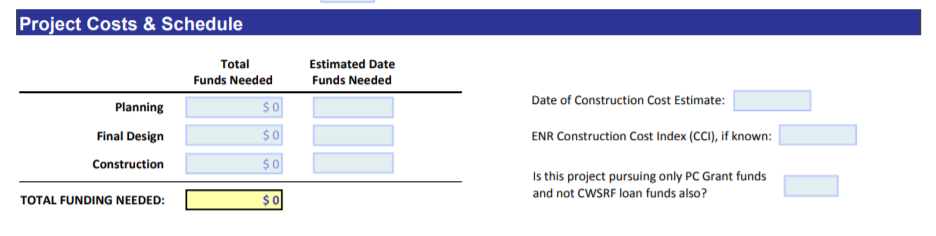 Project Costs & Schedule
Total Estimated Date
Funds Needed Funds Needed
Planning $ 0
Final Design $ 0
Construction $ 0
TOTAL FUNDING NEEDED: $ 0
Date of Construction Cost Estimate:
ENR Construction Cost Index (CCI), if known:
Is this project pursuing only PC Grant funds
and not CWSRF loan funds also?